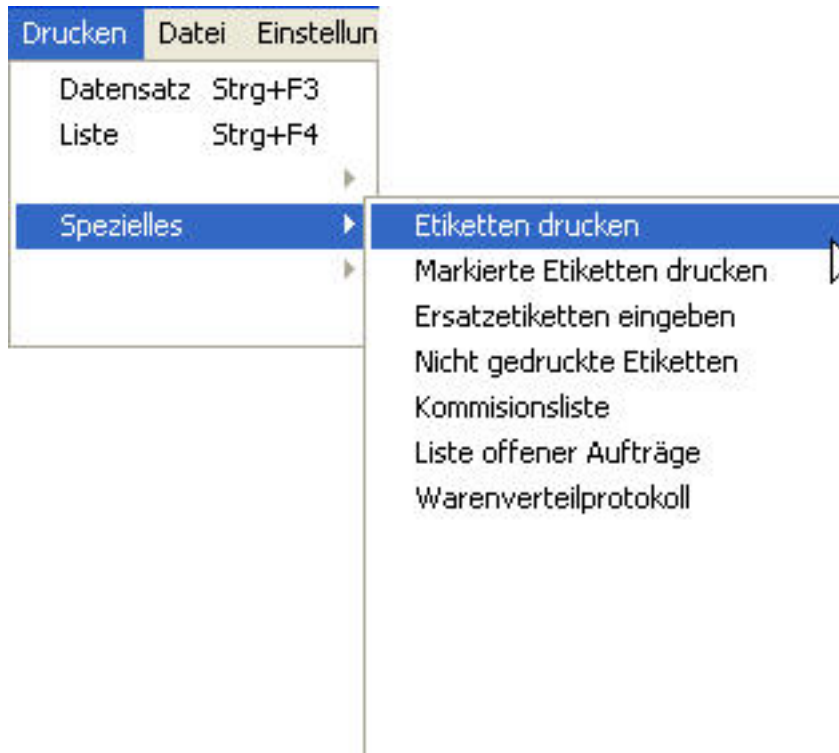 Drucken Datei Einstellun
Datensatz Strg+F3
Liste Strg+F4
Spezielles
Etiketten drucken
Markierte Etiketten drucken
Ersatzetiketten eingeben
Nicht gedruckte Etiketten
Kommisionsliste
Liste offener Aufträge
Warenverteilprotokoll